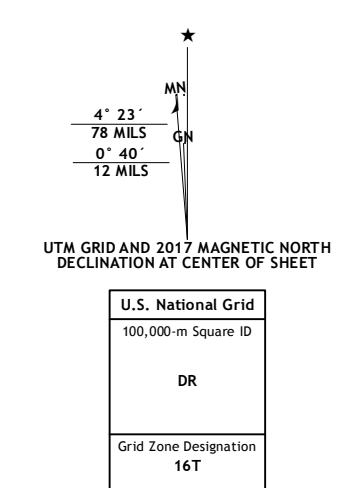 ★
MN
4° 23´
78 MILS
GN
0° 40´
12 MILS
UTM GRID AND 2017 MAGNETIC NORTH
DECLINATION AT CENTER OF SHEET
U.S. National Grid
100,000-m Square ID
DR
Grid Zone Designation
16T